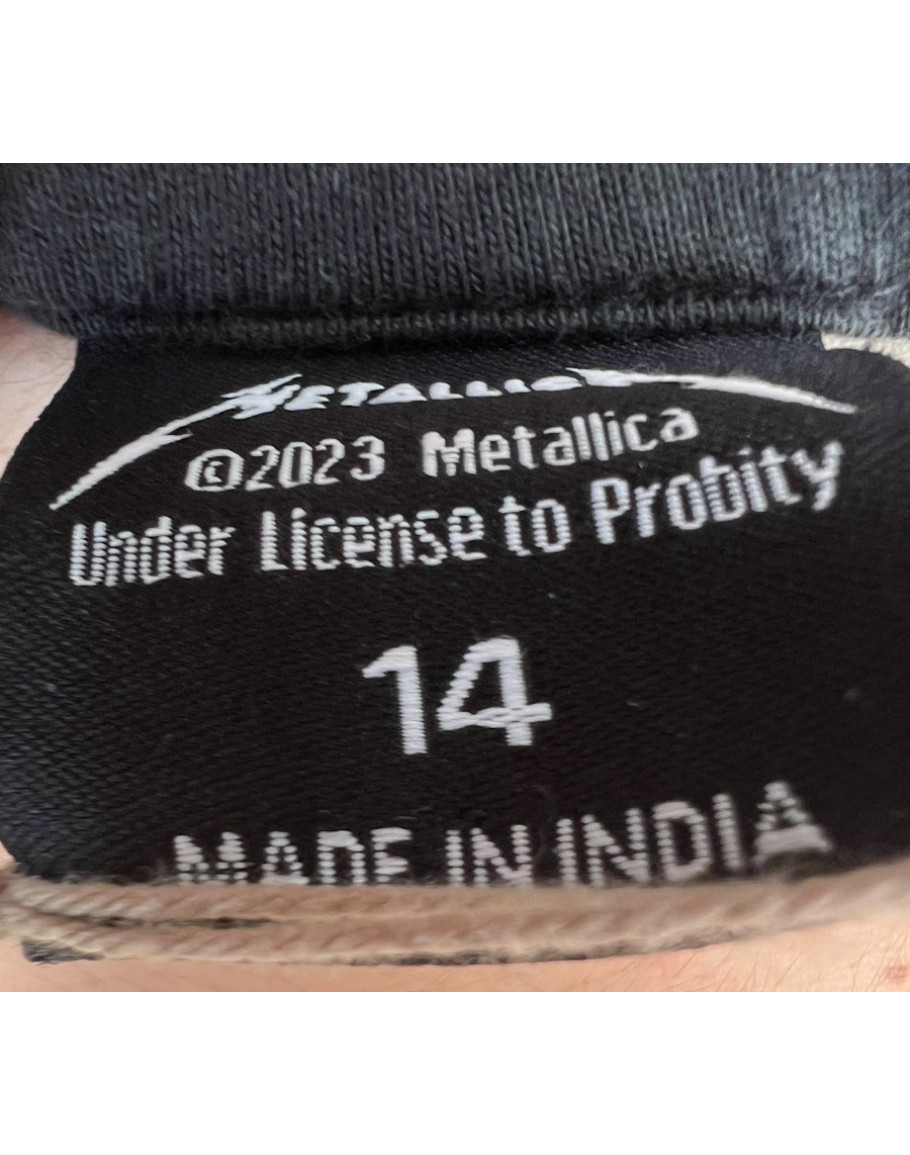 METALLICA
©2023 Metallica
Under License to Probity
14
MADE IN INDIA